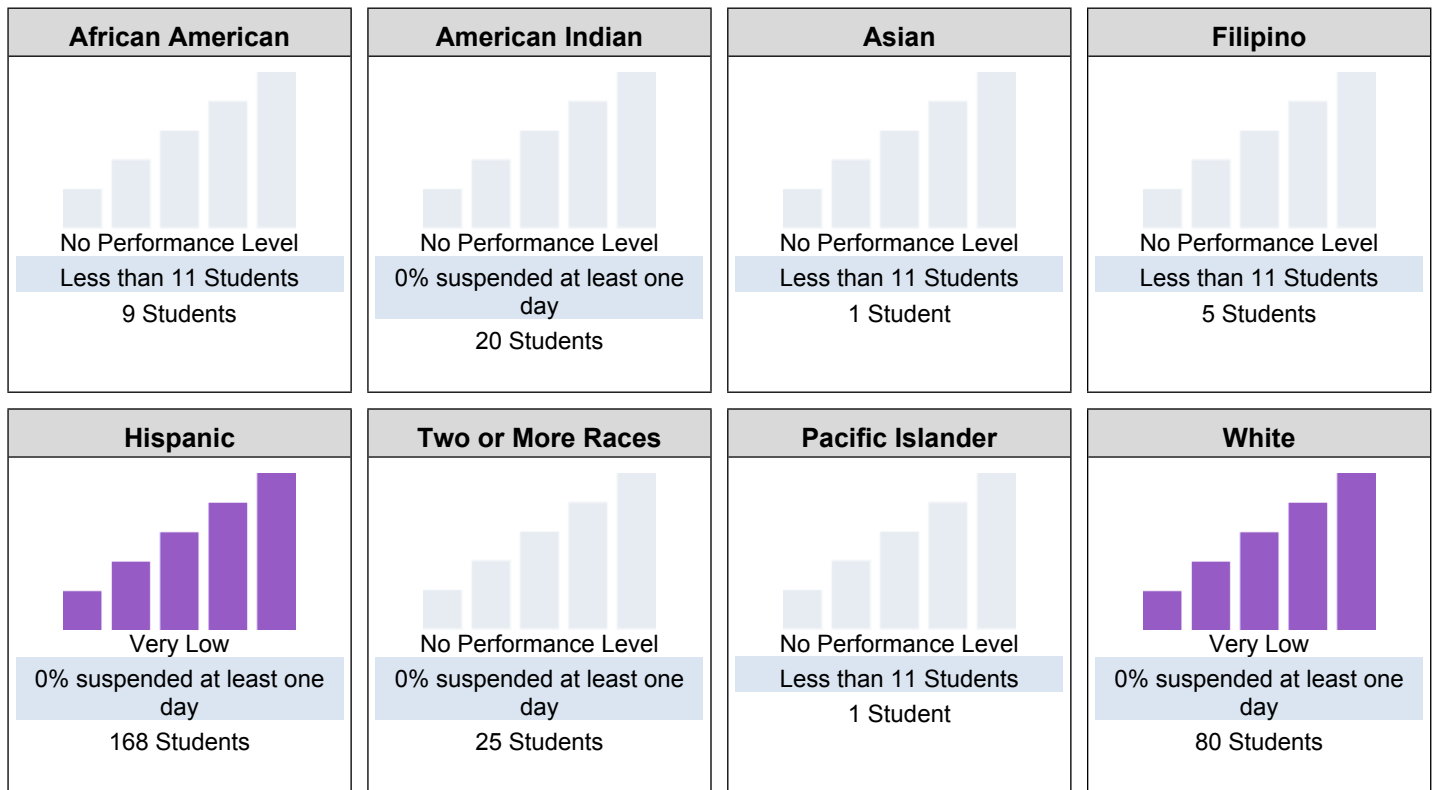 African American
No Performance Level
Less than 11 Students
9 Students
American Indian
No Performance Level
0% suspended at least one
day
20 Students
Asian
No Performance Level
Less than 11 Students
1 Student
Filipino
No Performance Level
Less than 11 Students
5 Students
Hispanic
Very Low
0% suspended at least one
day
168 Students
Two or More Races
No Performance Level
0% suspended at least one
day
25 Students
Pacific Islander
No Performance Level
Less than 11 Students
1 Student
White
Very Low
0% suspended at least one
day
80 Students